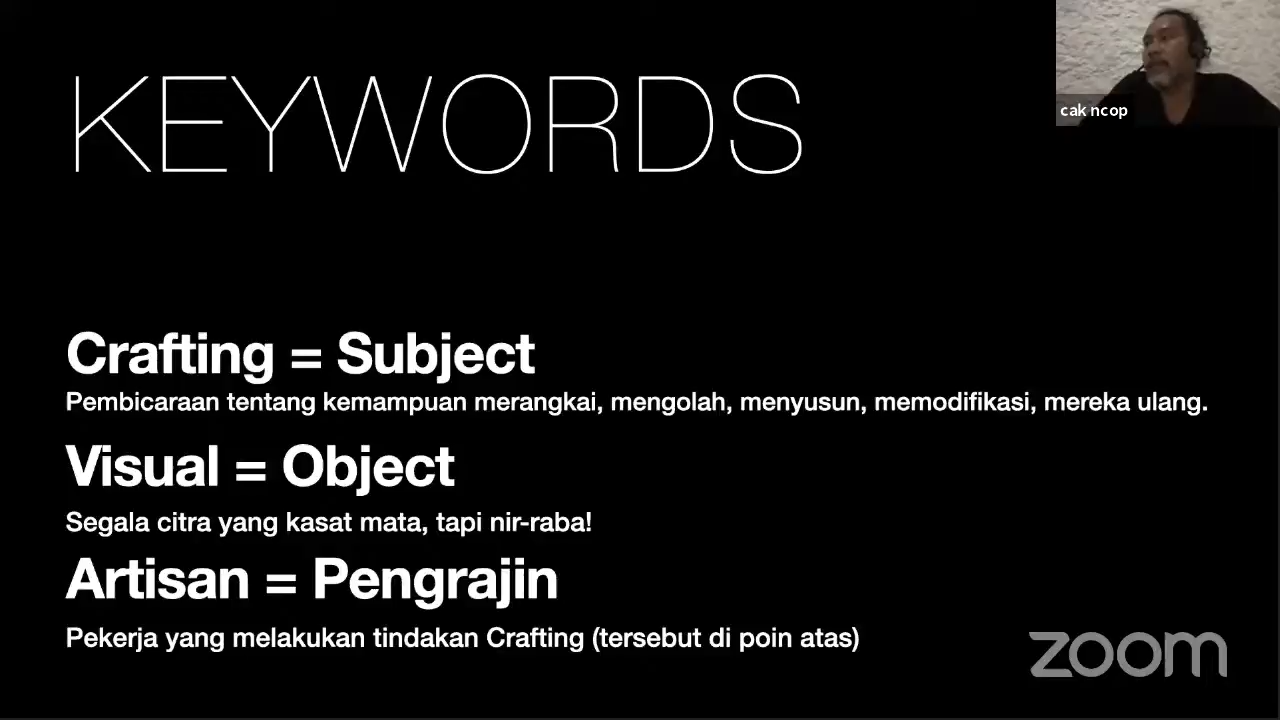 KEYWORDS
cak ncop
Crafting = Subject
Pembicaraan tentang kemampuan merangkai, mengolah, menyusun, memodifikasi, mereka ulang.
Visual = Object
Segala citra yang kasat mata, tapi nir-raba!
Artisan = Pengrajin
Pekerja yang melakukan tindakan Crafting (tersebut di poin atas)
zoom